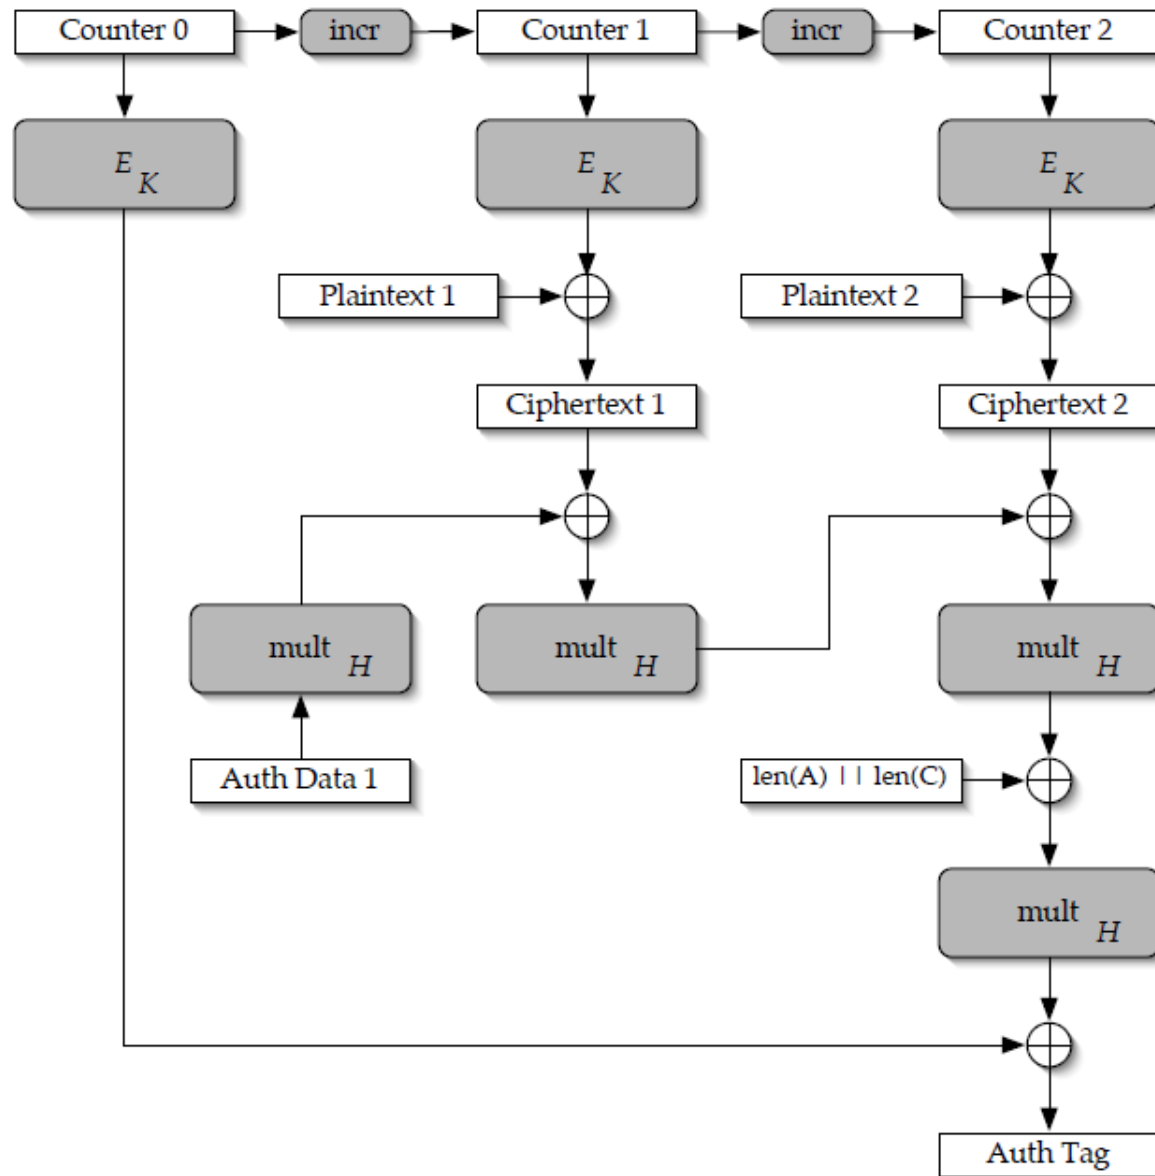 Counter 0
incr
Counter 1
incr
Counter 2
E K
E K
E K
Plaintext 1
Plaintext 2
Ciphertext 1
Ciphertext 2
mult H
mult H
mult H
Auth Data 1
len(A) || len(C)
mult H
Auth Tag